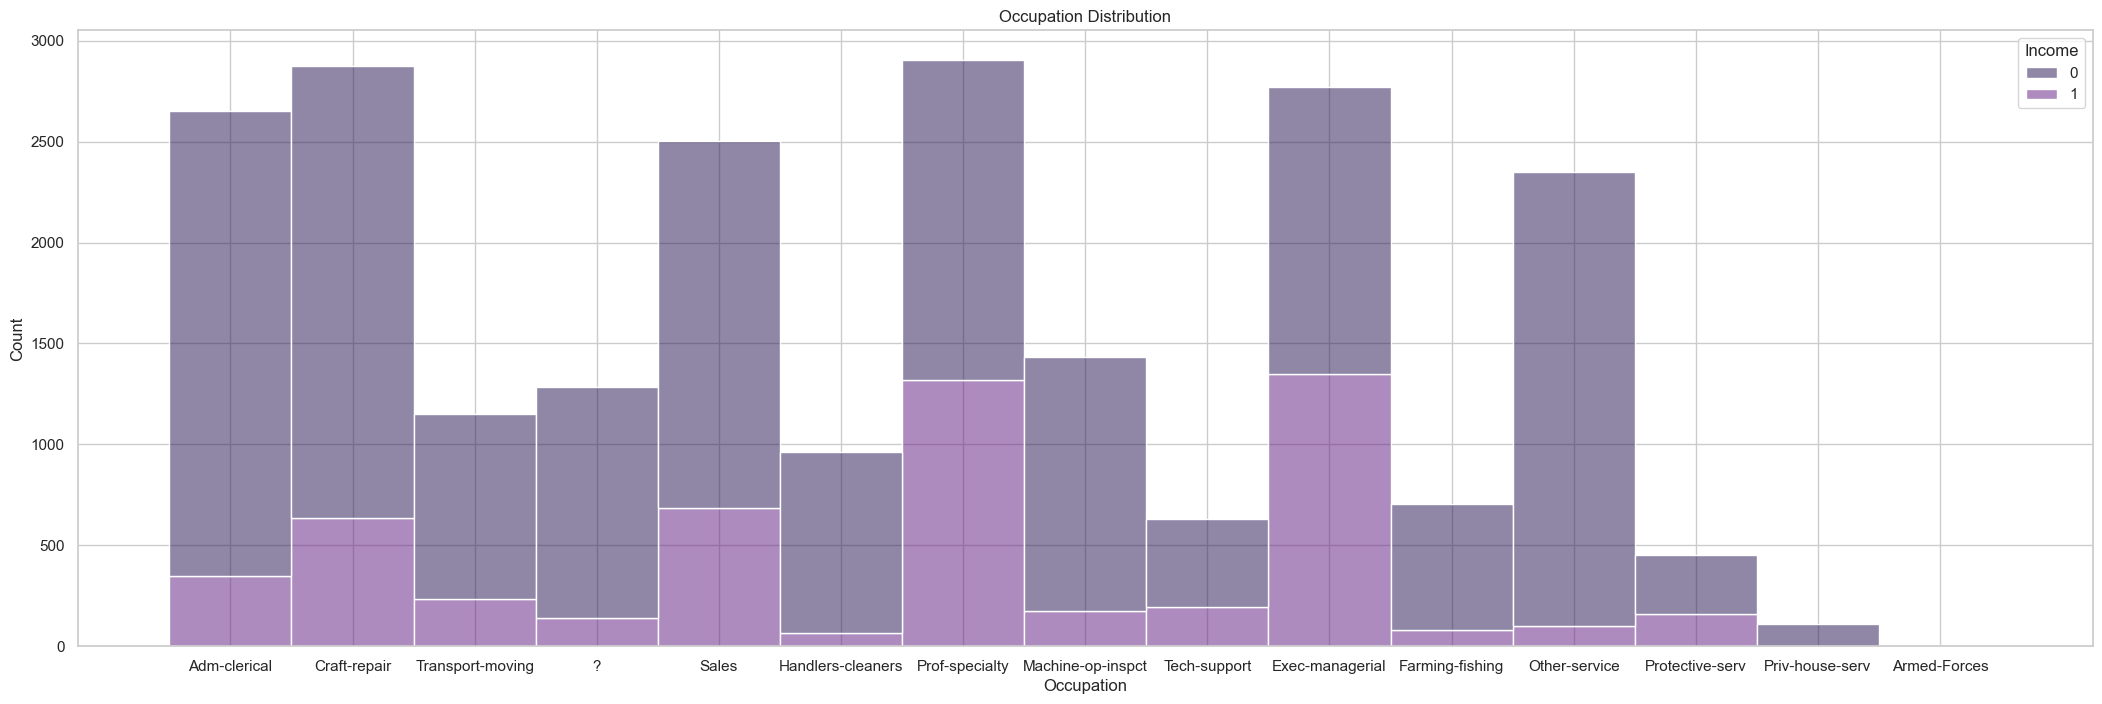 Occupation Distribution
3000
2500
2000
1500
1000
500
0
Count
Income
0
1
Adm-clerical Craft-repair Transport-moving ? Sales Handlers-cleaners Prof-specialty Machine-op-inspct Tech-support Exec-managerial Farming-fishing Other-service Protective-serv Priv-house-serv Armed-Forces
Occupation